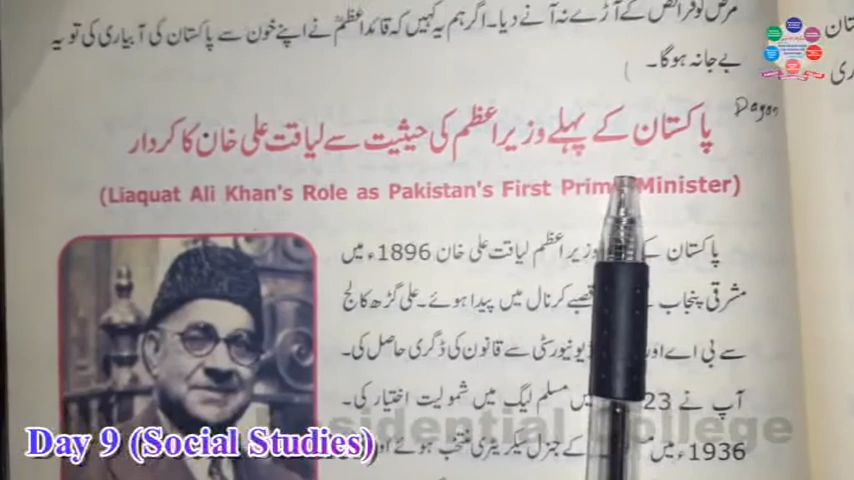 مرض کو فرائض کے آڑے نہ آنے دیا۔ اگر ہم یہ کہیں کہ قائداعظمؒ نے اپنے خون سے پاکستان کی آبیاری کی تو یہ
بے جا نہ ہوگا۔
پاکستان کے پہلے وزیراعظم کی حیثیت سے لیاقت علی خان کا کردار
(Liaquat Ali Khan's Role as Pakistan's First Prime Minister)
پاکستان کے وزیراعظم لیاقت علی خان 1896ء میں
مشرقی پنجاب قصبے کرنال میں پیدا ہوئے۔ علی گڑھ کالج
سے بی اے اور یونیورسٹی سے قانون کی ڈگری حاصل کی۔
آپ نے 23 میں مسلم لیگ میں شمولیت اختیار کی۔
1936ء میں کے جنرل سیکریٹری منتخب ہوئے اور
Day 9 (Social Studies)